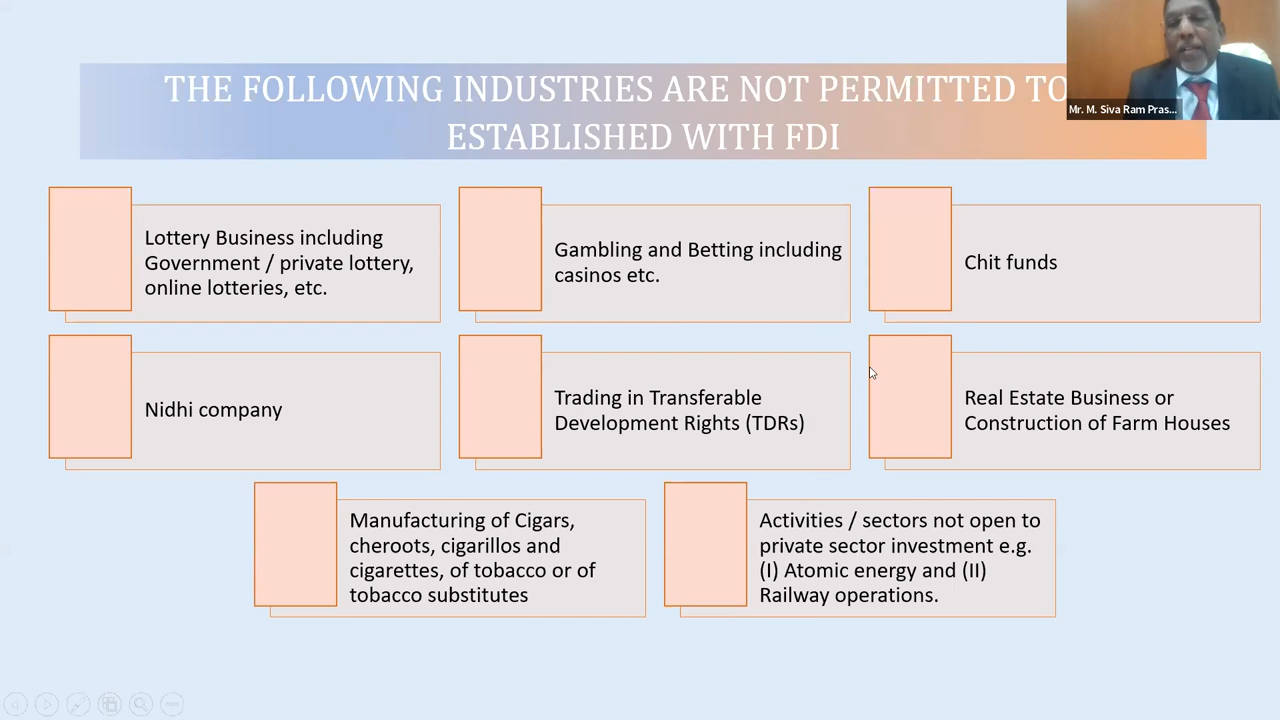 THE FOLLOWING INDUSTRIES ARE NOT PERMITTED TO
ESTABLISHED WITH FDI
Mr. M. Siva Ram Pras...
Lottery Business including
Government / private lottery,
online lotteries, etc.
Gambling and Betting including
casinos etc.
Chit funds
Nidhi company
Trading in Transferable
Development Rights (TDRs)
Real Estate Business or
Construction of Farm Houses
Manufacturing of Cigars,
cheroots, cigarillos and
cigarettes, of tobacco or of
tobacco substitutes
Activities / sectors not open to
private sector investment e.g.
(I) Atomic energy and (II)
Railway operations.